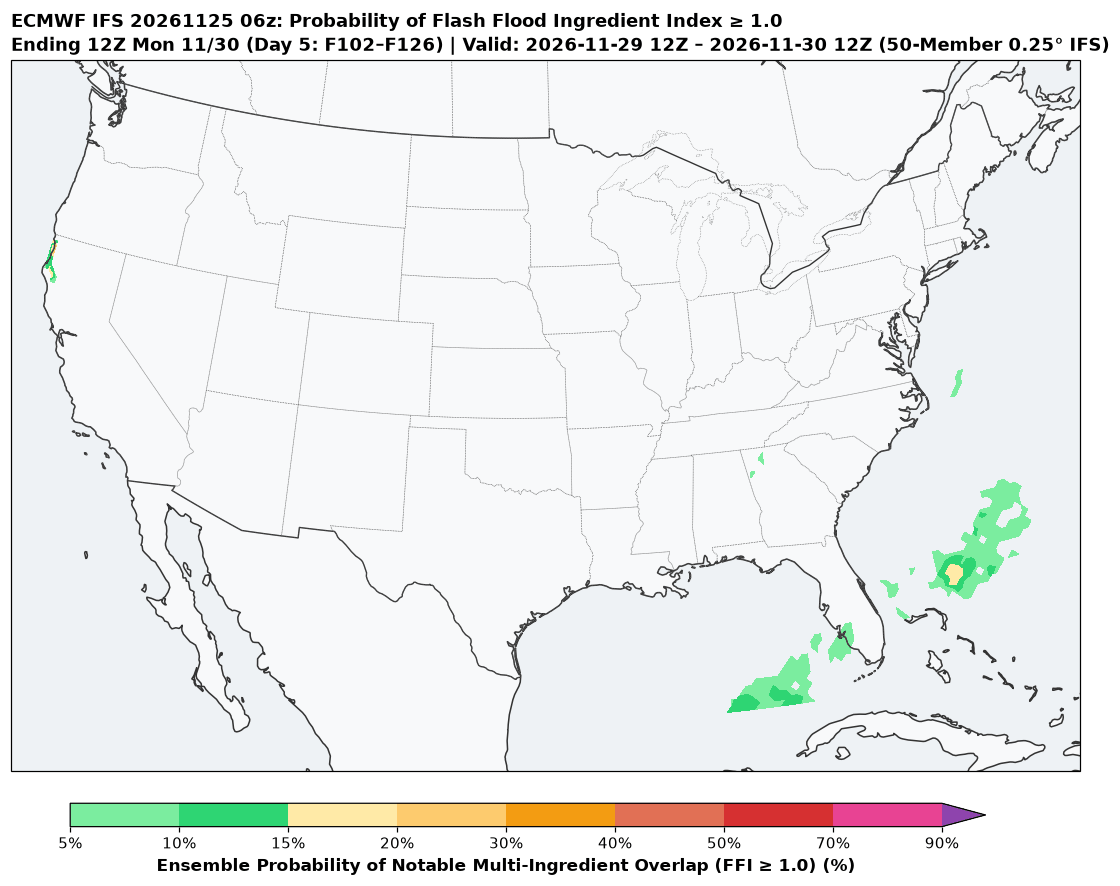 ECMWF IFS 20261125 06z: Probability of Flash Flood Ingredient Index ≥ 1.0
Ending 12Z Mon 11/30 (Day 5: F102–F126) | Valid: 2026-11-29 12Z – 2026-11-30 12Z (50-Member 0.25° IFS)
5% 10% 15% 20% 30% 40% 50% 70% 90%
Ensemble Probability of Notable Multi-Ingredient Overlap (FFI ≥ 1.0) (%)